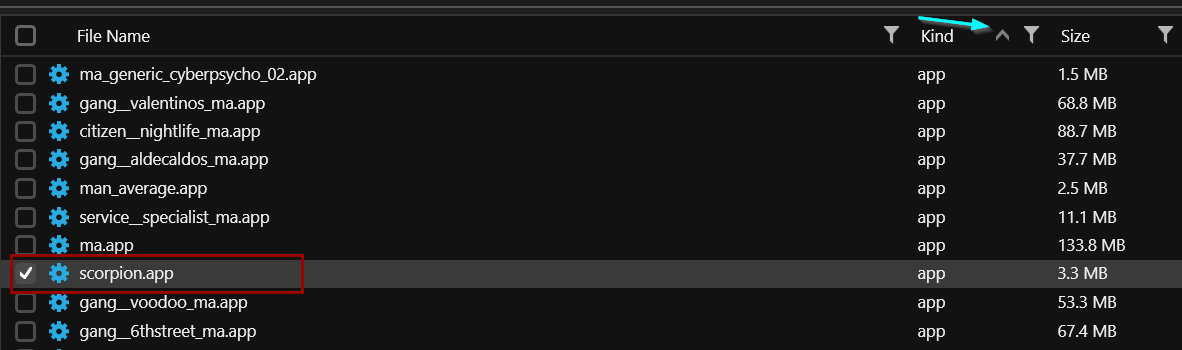 File Name Kind Size
ma_generic_cyberpsycho_02.app app 1.5 MB
gang__valentinos_ma.app app 68.8 MB
citizen__nightlife_ma.app app 88.7 MB
gang__aldecaldos_ma.app app 37.7 MB
man_average.app app 2.5 MB
service__specialist_ma.app app 11.1 MB
ma.app app 133.8 MB
scorpion.app app 3.3 MB
gang__voodoo_ma.app app 53.3 MB
gang__6thstreet_ma.app app 67.4 MB